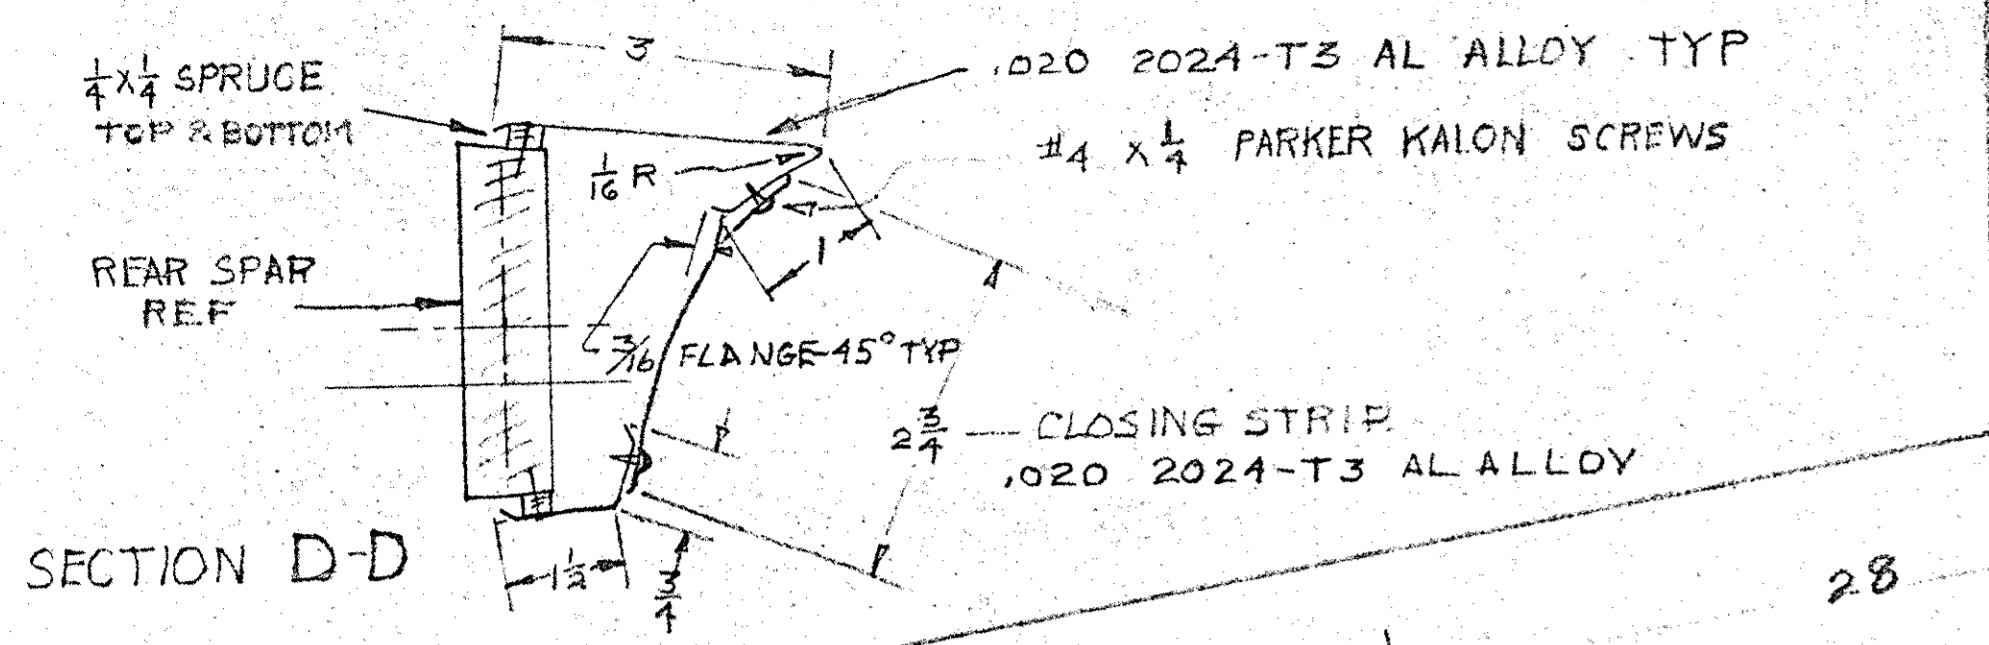 3
1/4 X 1/4 SPRUCE
TOP & BOTTOM
.020 2024-T3 AL ALLOY TYP
#4 X 1/4 PARKER KALON SCREWS
1/16 R
1
REAR SPAR
REF
3/16 FLANGE-45° TYP
2 3/4 — CLOSING STRIP
.020 2024-T3 AL ALLOY
SECTION D-D
1 1/2
3/4
28